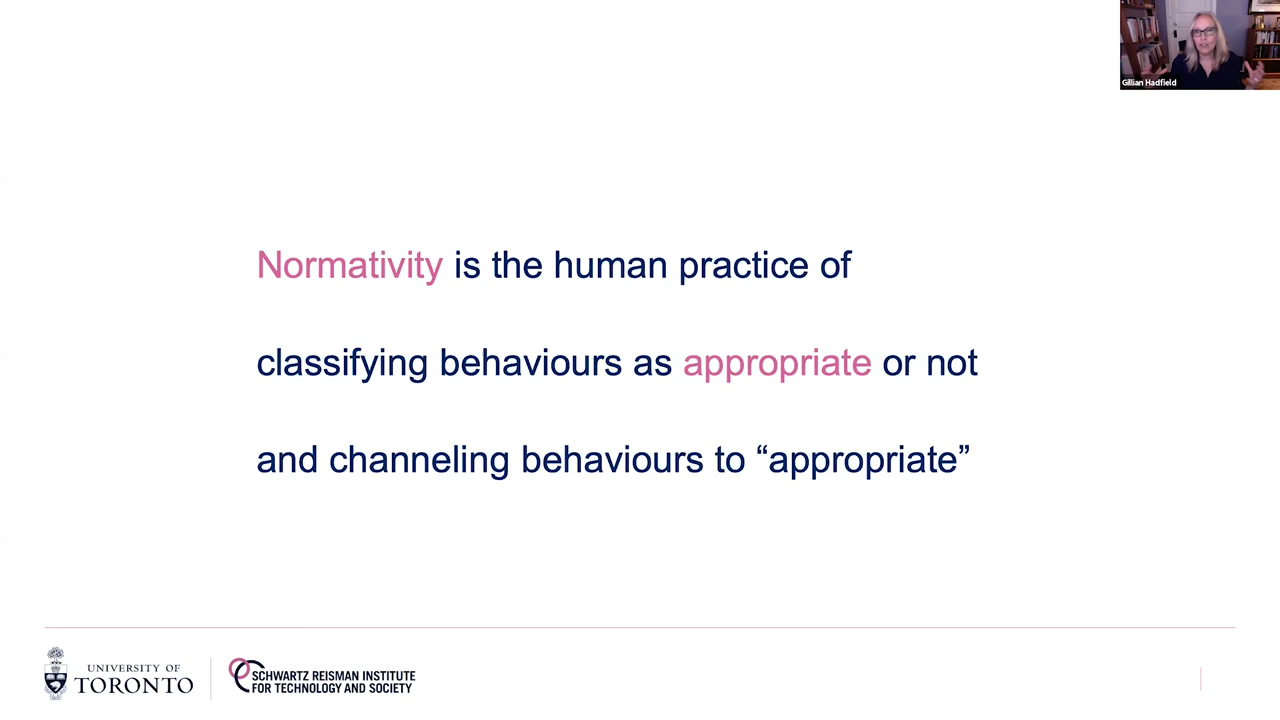 Gillian Hadfield
Normativity is the human practice of
classifying behaviours as appropriate or not
and channeling behaviours to “appropriate”
UNIVERSITY OF
TORONTO
SCHWARTZ REISMAN INSTITUTE
FOR TECHNOLOGY AND SOCIETY